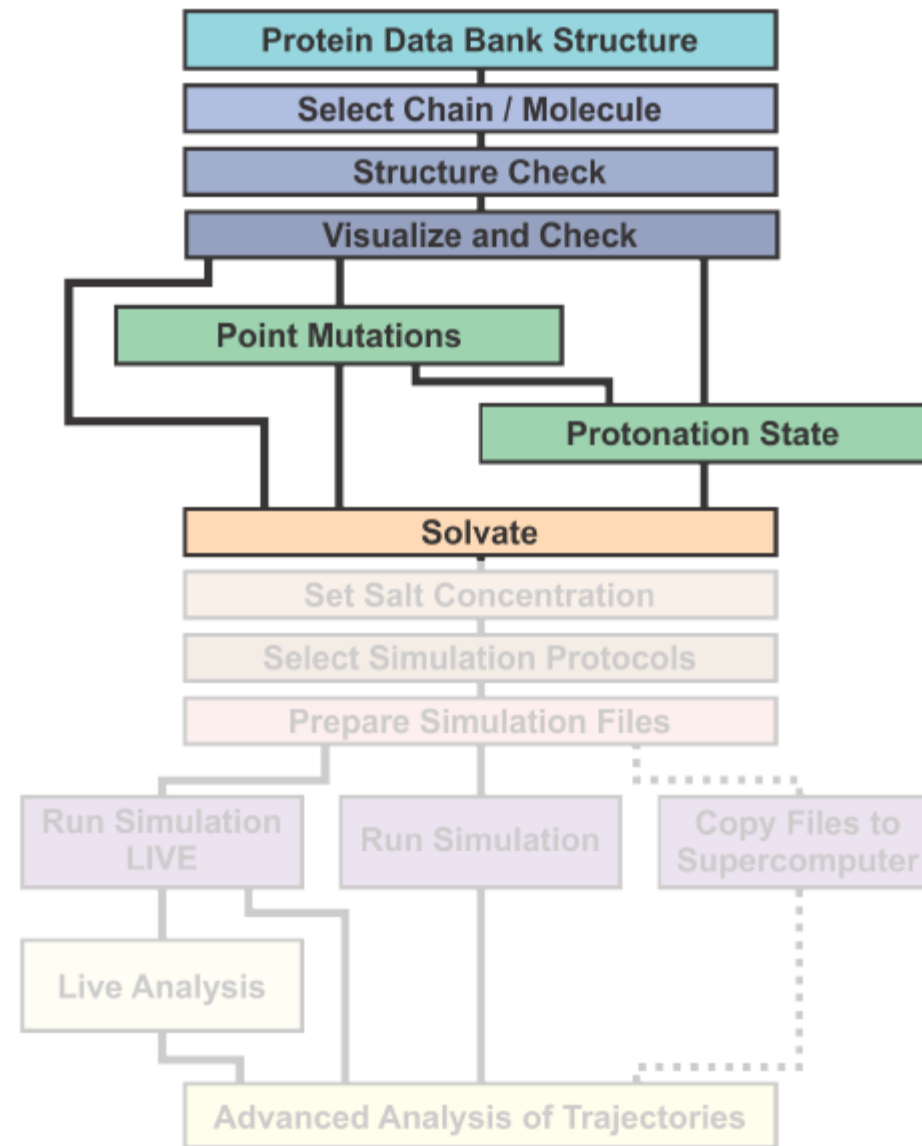 Protein Data Bank Structure
Select Chain / Molecule
Structure Check
Visualize and Check
Point Mutations
Protonation State
Solvate
Set Salt Concentration
Select Simulation Protocols
Prepare Simulation Files
Run Simulation
LIVE
Run Simulation
Copy Files to
Supercomputer
Live Analysis
Advanced Analysis of Trajectories